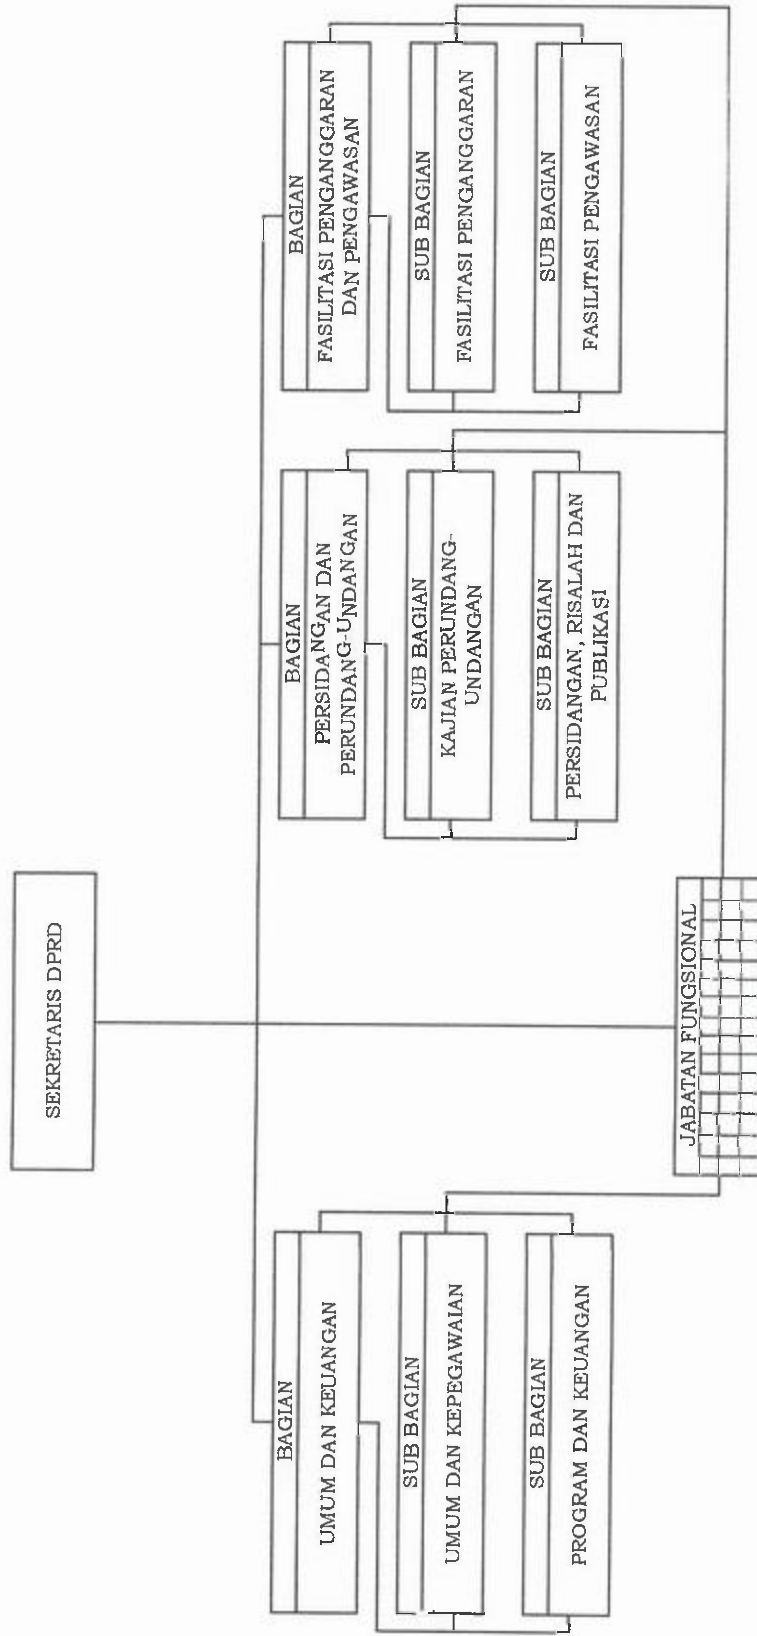 SEKRETARIS DPRD
BAGIAN
UMUM DAN KEUANGAN
SUB BAGIAN
UMUM DAN KEPEGAWAIAN
SUB BAGIAN
PROGRAM DAN KEUANGAN
BAGIAN
PERSIDANGAN DAN
PERUNDANG-UNDANGAN
SUB BAGIAN
KAJIAN PERUNDANG-
UNDANGAN
SUB BAGIAN
PERSIDANGAN, RISALAH DAN
PUBLIKASI
BAGIAN
FASILITASI PENGANGGARAN
DAN PENGAWASAN
SUB BAGIAN
FASILITASI PENGANGGARAN
SUB BAGIAN
FASILITASI PENGAWASAN
JABATAN FUNGSIONAL